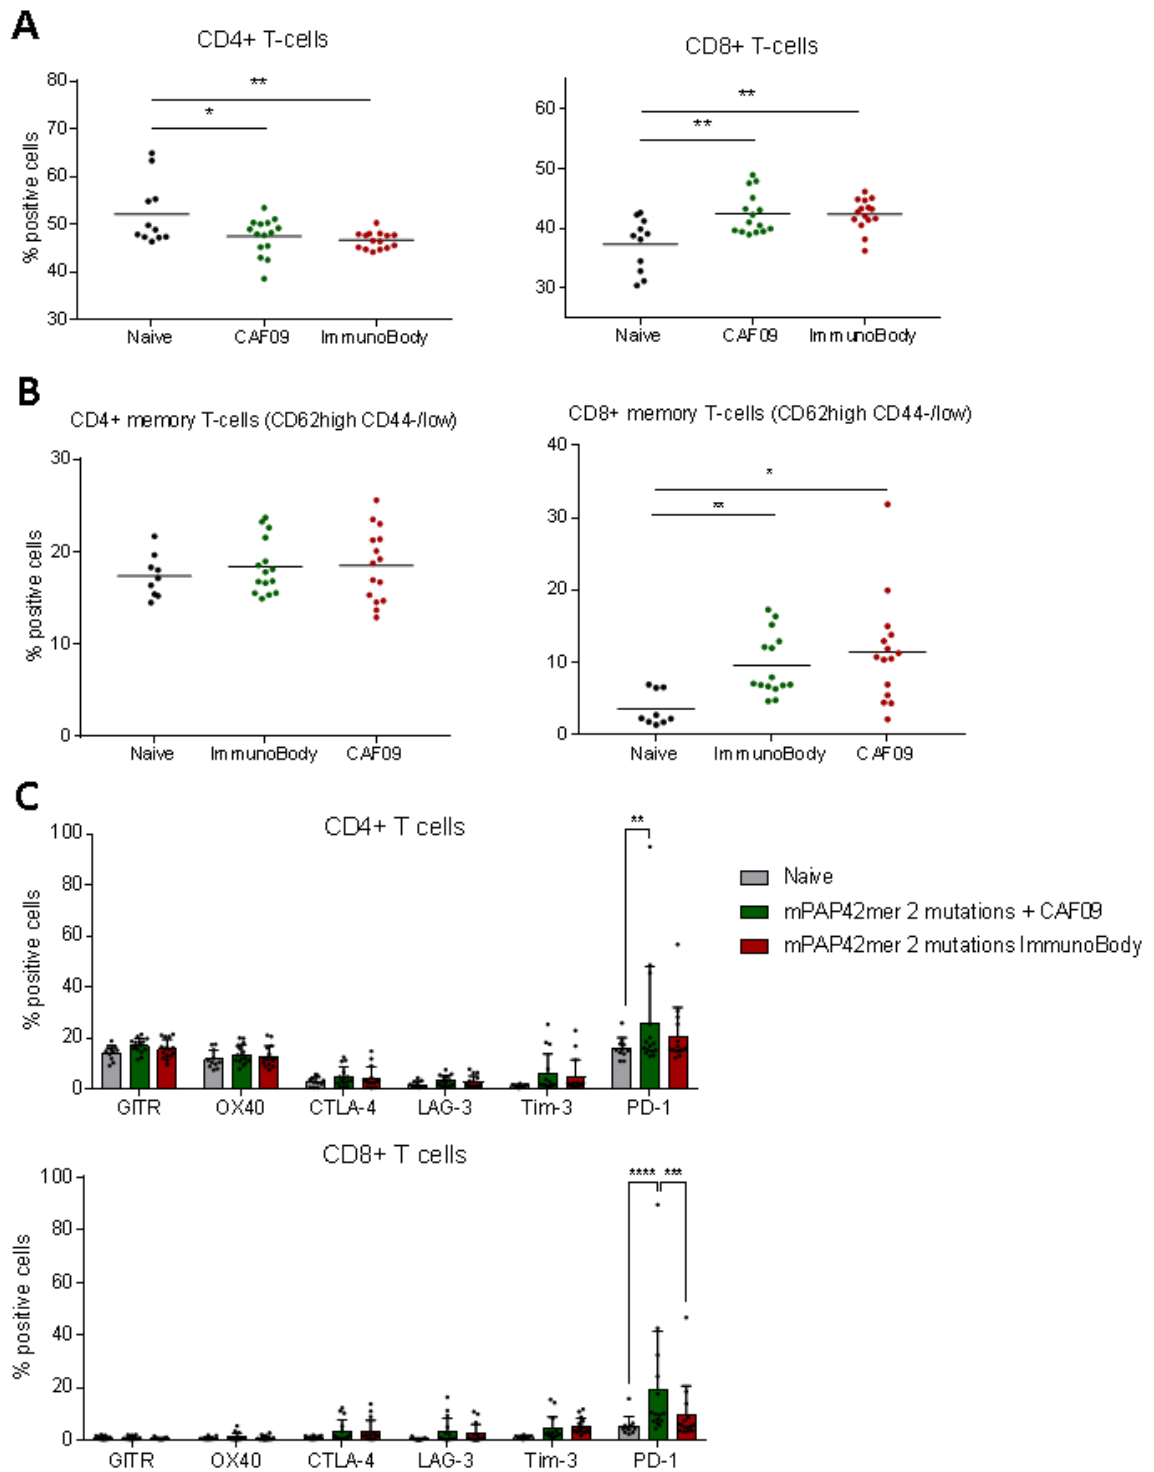 A
CD4+ T-cells
CD8+ T-cells
% positive cells
80
70
60
50
40
30
**
*
Naive
CAF09
ImmunoBody
60
50
40
30
**
**
Naive
CAF09
ImmunoBody
B
CD4+ memory T-cells (CD62high CD44-/low)
CD8+ memory T-cells (CD62high CD44-/low)
% positive cells
30
20
10
0
Naive
ImmunoBody
CAF09
40
30
20
10
0
*
**
Naive
ImmunoBody
CAF09
C
CD4+ T cells
% positive cells
100
80
60
40
20
0
**
GITR
OX40
CTLA-4
LAG-3
Tim-3
PD-1
Naive
mPAP42mer 2 mutations + CAF09
mPAP42mer 2 mutations ImmunoBody
CD8+ T cells
% positive cells
100
80
60
40
20
0
**** ***
GITR
OX40
CTLA-4
LAG-3
Tim-3
PD-1